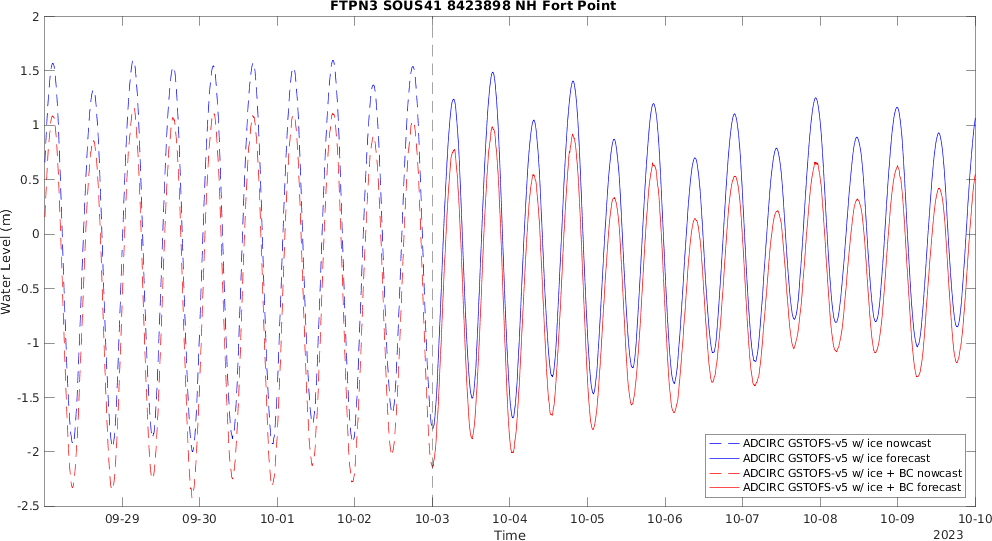 FTPN3 SOUS41 8423898 NH Fort Point
Water Level (m)
2
1.5
1
0.5
0
-0.5
-1
-1.5
-2
-2.5
ADCIRC GSTOFS-v5 w/ ice nowcast
ADCIRC GSTOFS-v5 w/ ice forecast
ADCIRC GSTOFS-v5 w/ ice + BC nowcast
ADCIRC GSTOFS-v5 w/ ice + BC forecast
09-29 09-30 10-01 10-02 10-03 10-04 10-05 10-06 10-07 10-08 10-09 10-10
Time
2023